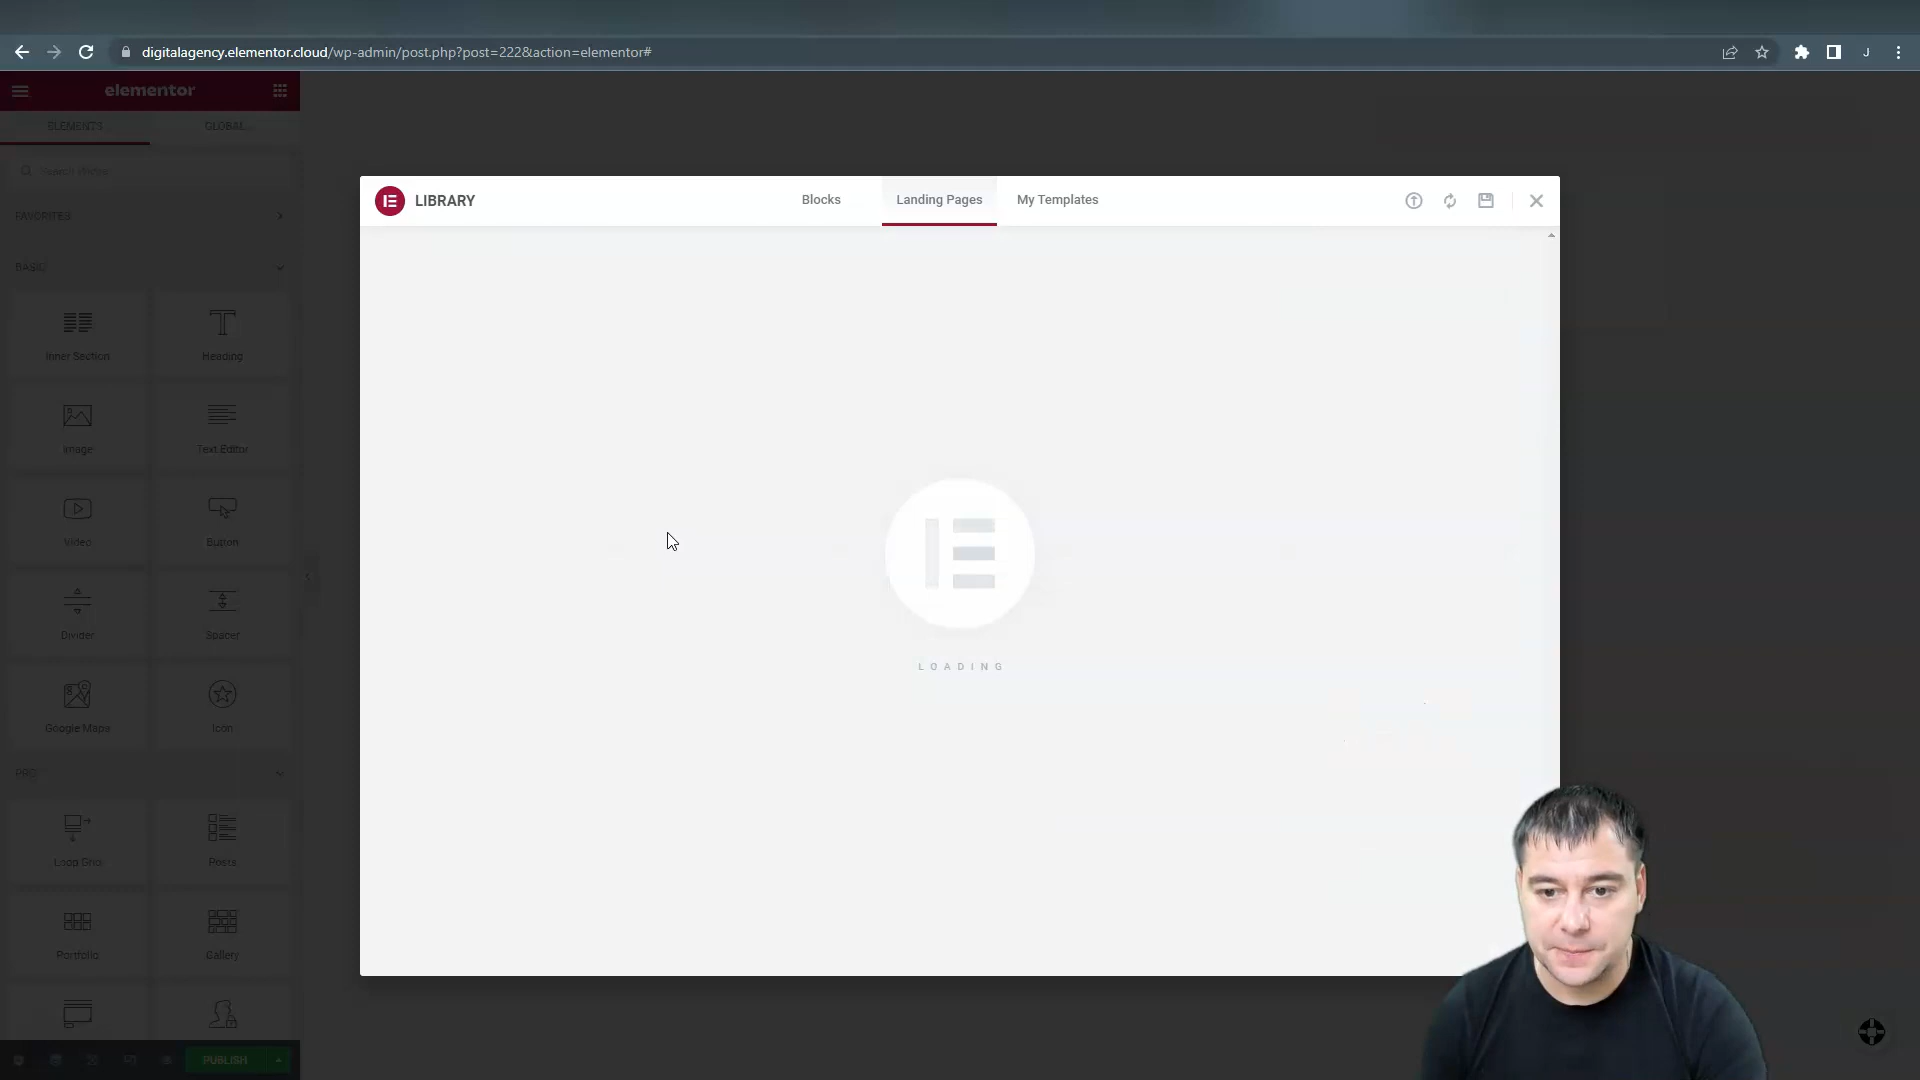 digitalagency.elementor.cloud/wp-admin/post.php?post=222&action=elementor#
J
elementor
ELEMENTS
GLOBAL
FAVORITES
BASIC
Inner Section
Heading
Image
Text Editor
Video
Button
Divider
Spacer
Google Maps
Icon
PRO
Loop Grid
Posts
Portfolio
Gallery
PUBLISH
LIBRARY
Blocks
Landing Pages
My Templates
LOADING